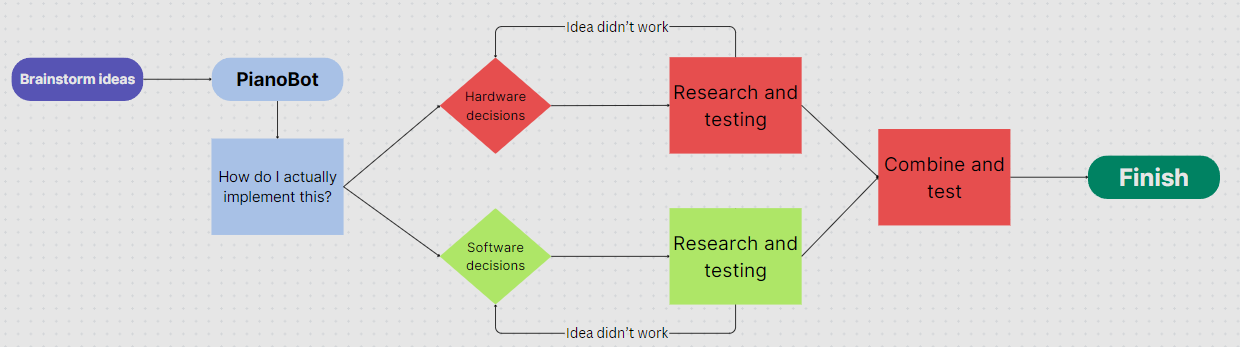 Idea didn't work
Brainstorm ideas
PianoBot
Hardware
decisions
Research and
testing
How do I actually
implement this?
Combine and
test
Finish
Software
decisions
Research and
testing
Idea didn't work